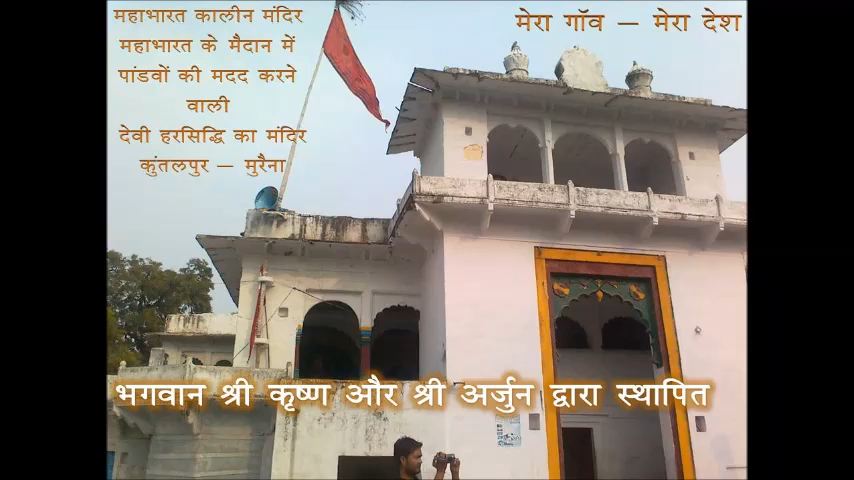 महाभारत कालीन मंदिर
महाभारत के मैदान में
पांडवों की मदद करने
वाली
देवी हरसिद्धि का मंदिर
कुंतलपुर – मुरैना
मेरा गॉव – मेरा देश
भगवान श्री कृष्ण और श्री अर्जुन द्वारा स्थापित